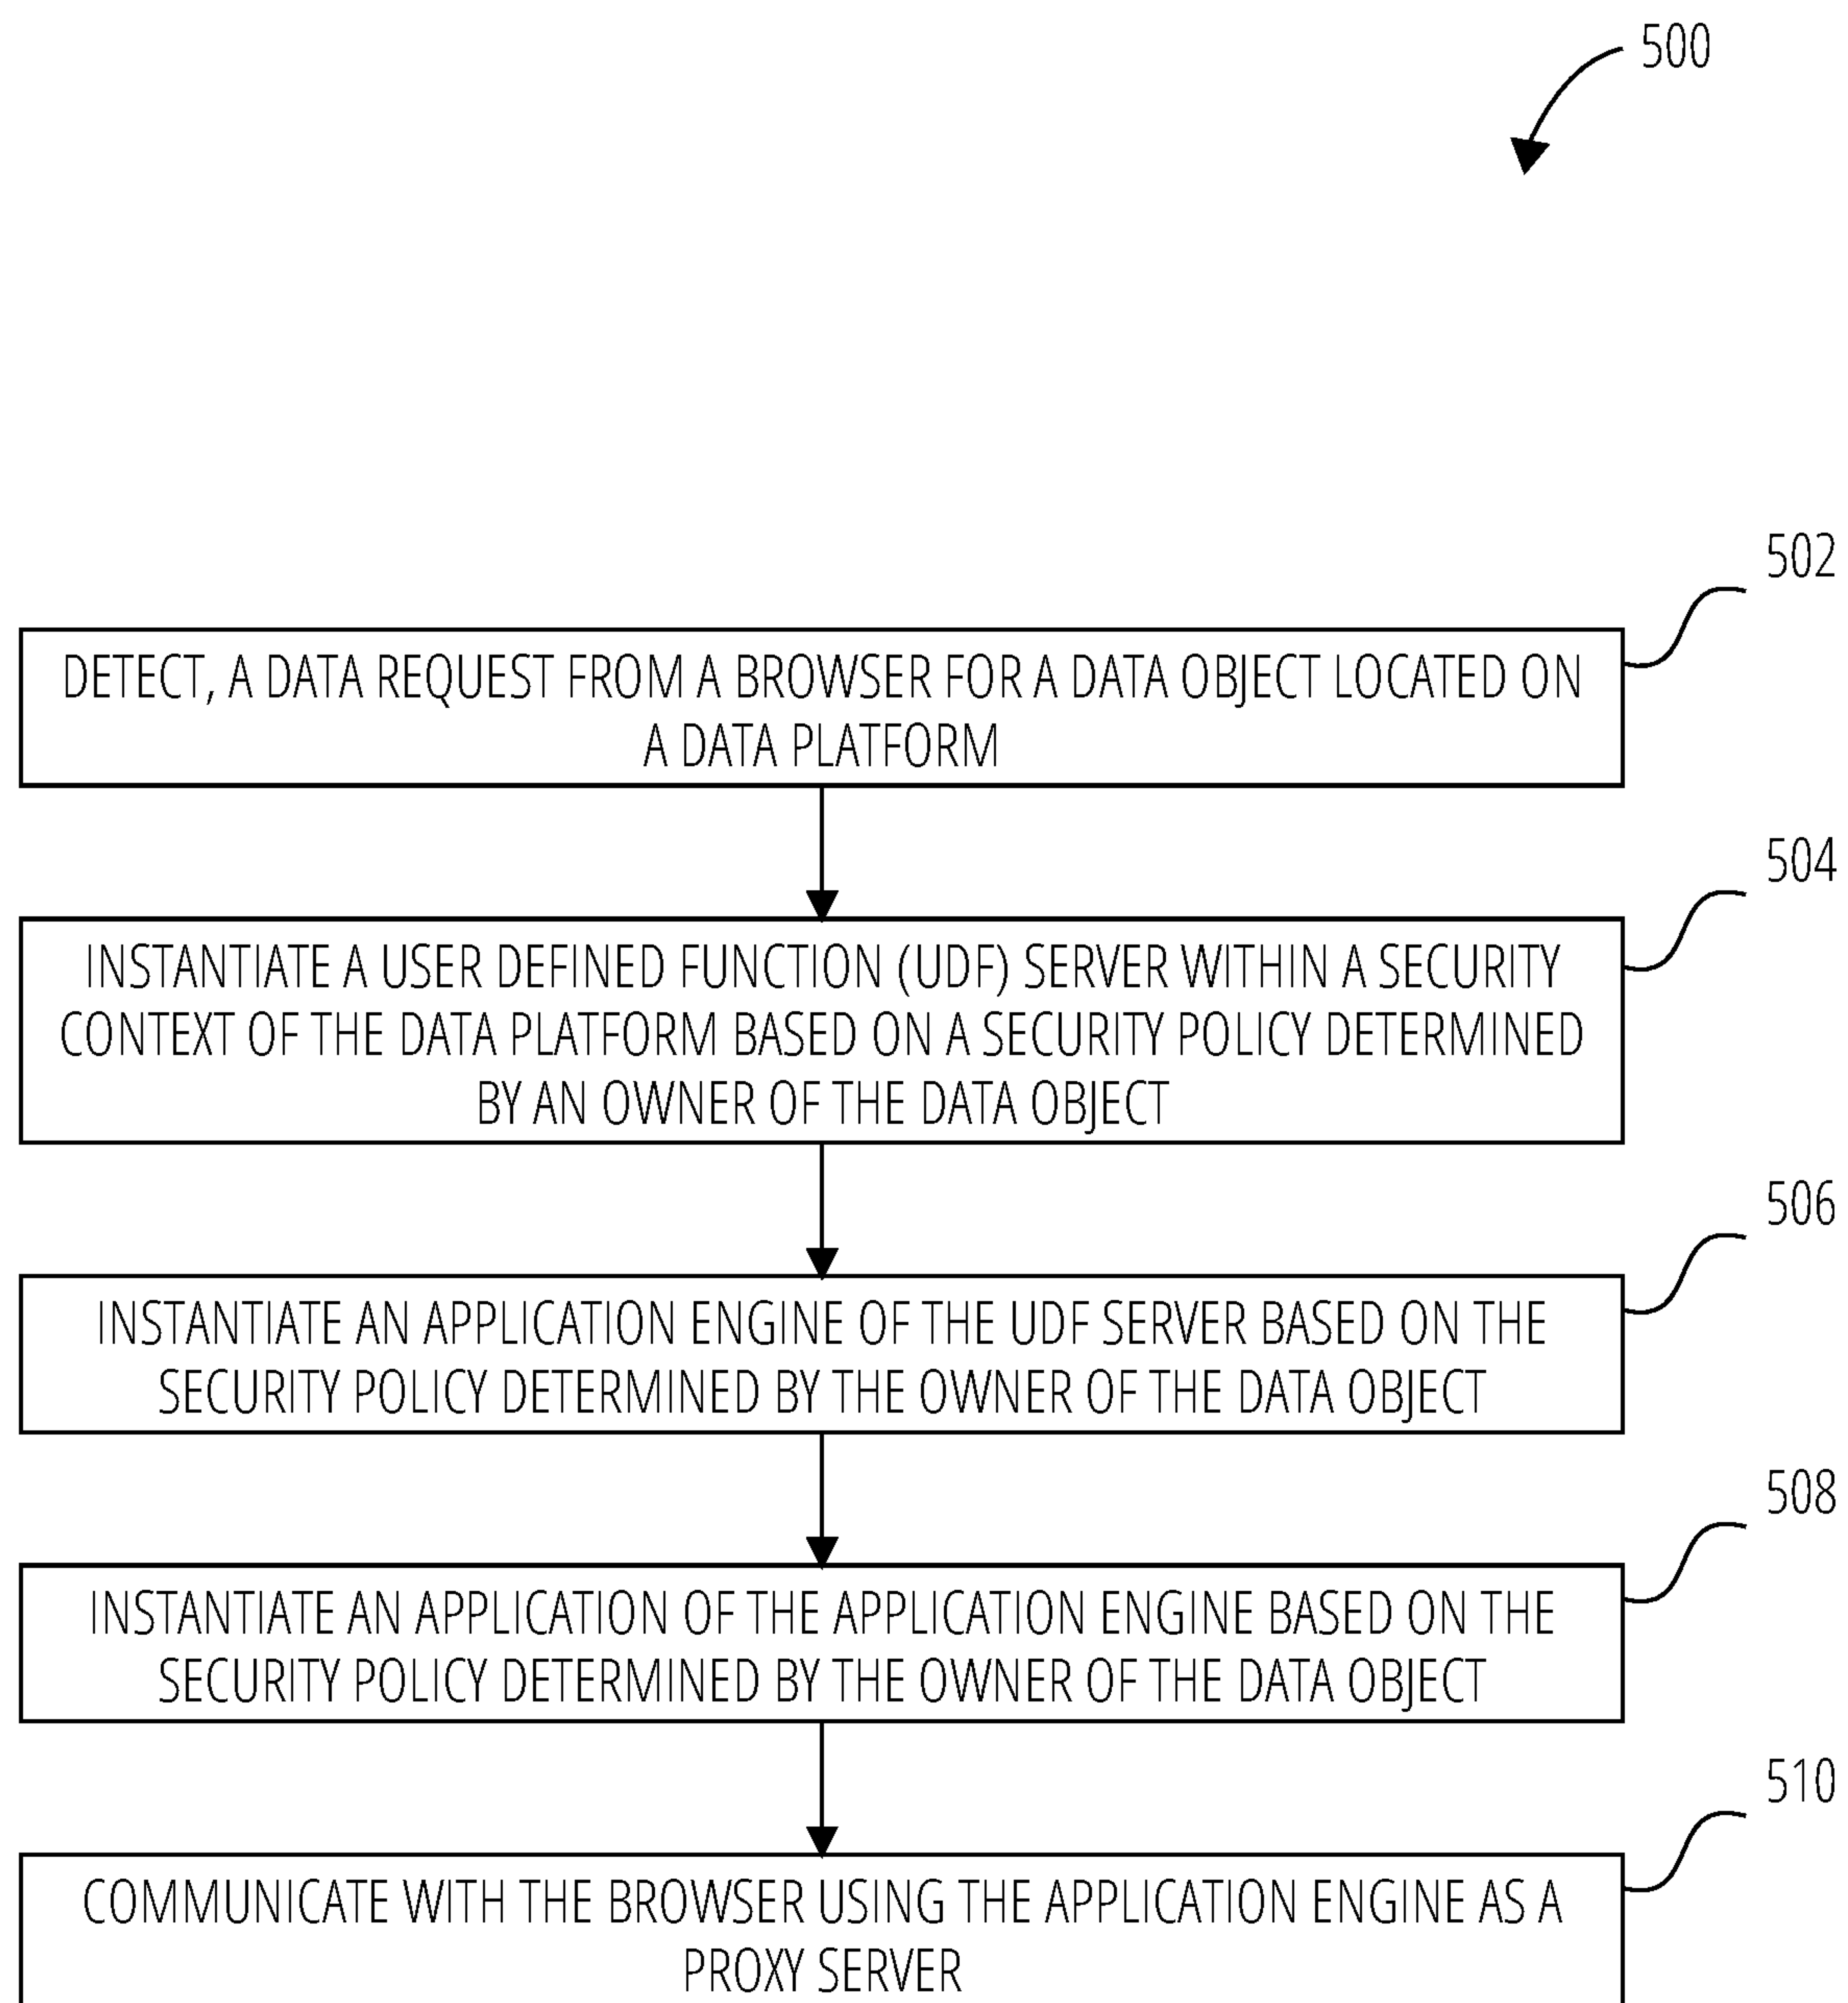 500
502
DETECT, A DATA REQUEST FROM A BROWSER FOR A DATA OBJECT LOCATED ON
A DATA PLATFORM
504
INSTANTIATE A USER DEFINED FUNCTION (UDF) SERVER WITHIN A SECURITY
CONTEXT OF THE DATA PLATFORM BASED ON A SECURITY POLICY DETERMINED
BY AN OWNER OF THE DATA OBJECT
506
INSTANTIATE AN APPLICATION ENGINE OF THE UDF SERVER BASED ON THE
SECURITY POLICY DETERMINED BY THE OWNER OF THE DATA OBJECT
508
INSTANTIATE AN APPLICATION OF THE APPLICATION ENGINE BASED ON THE
SECURITY POLICY DETERMINED BY THE OWNER OF THE DATA OBJECT
510
COMMUNICATE WITH THE BROWSER USING THE APPLICATION ENGINE AS A
PROXY SERVER